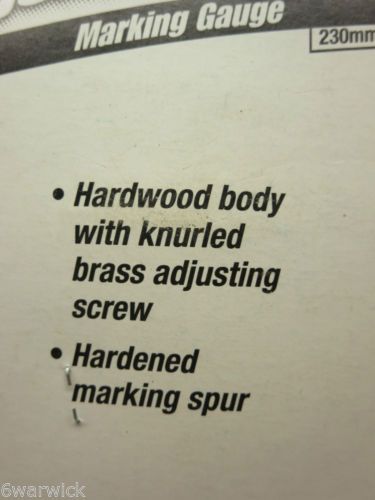 Marking Gauge
230mm
• Hardwood body
with knurled
brass adjusting
screw
• Hardened
marking spur
6warwick